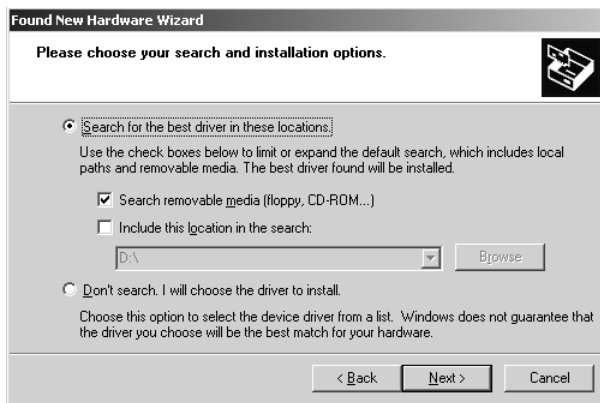 Found New Hardware Wizard
Please choose your search and installation options.
Search for the best driver in these locations.
Use the check boxes below to limit or expand the default search, which includes local
paths and removable media. The best driver found will be installed.
Search removable media (floppy, CD-ROM...)
Include this location in the search:
D:\
Browse
Don't search. I will choose the driver to install.
Choose this option to select the device driver from a list. Windows does not guarantee that
the driver you choose will be the best match for your hardware.
< Back Next > Cancel